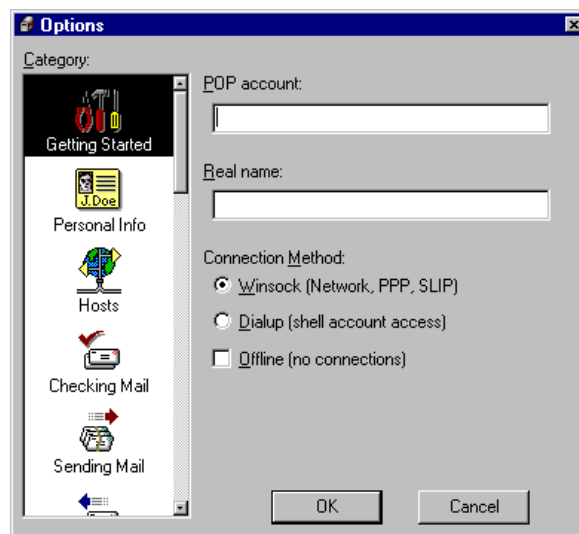 Options
Category:
Getting Started
J.Doe
Personal Info
Hosts
Checking Mail
Sending Mail
POP account:
Real name:
Connection Method:
Winsock (Network, PPP, SLIP)
Dialup (shell account access)
Offline (no connections)
OK
Cancel